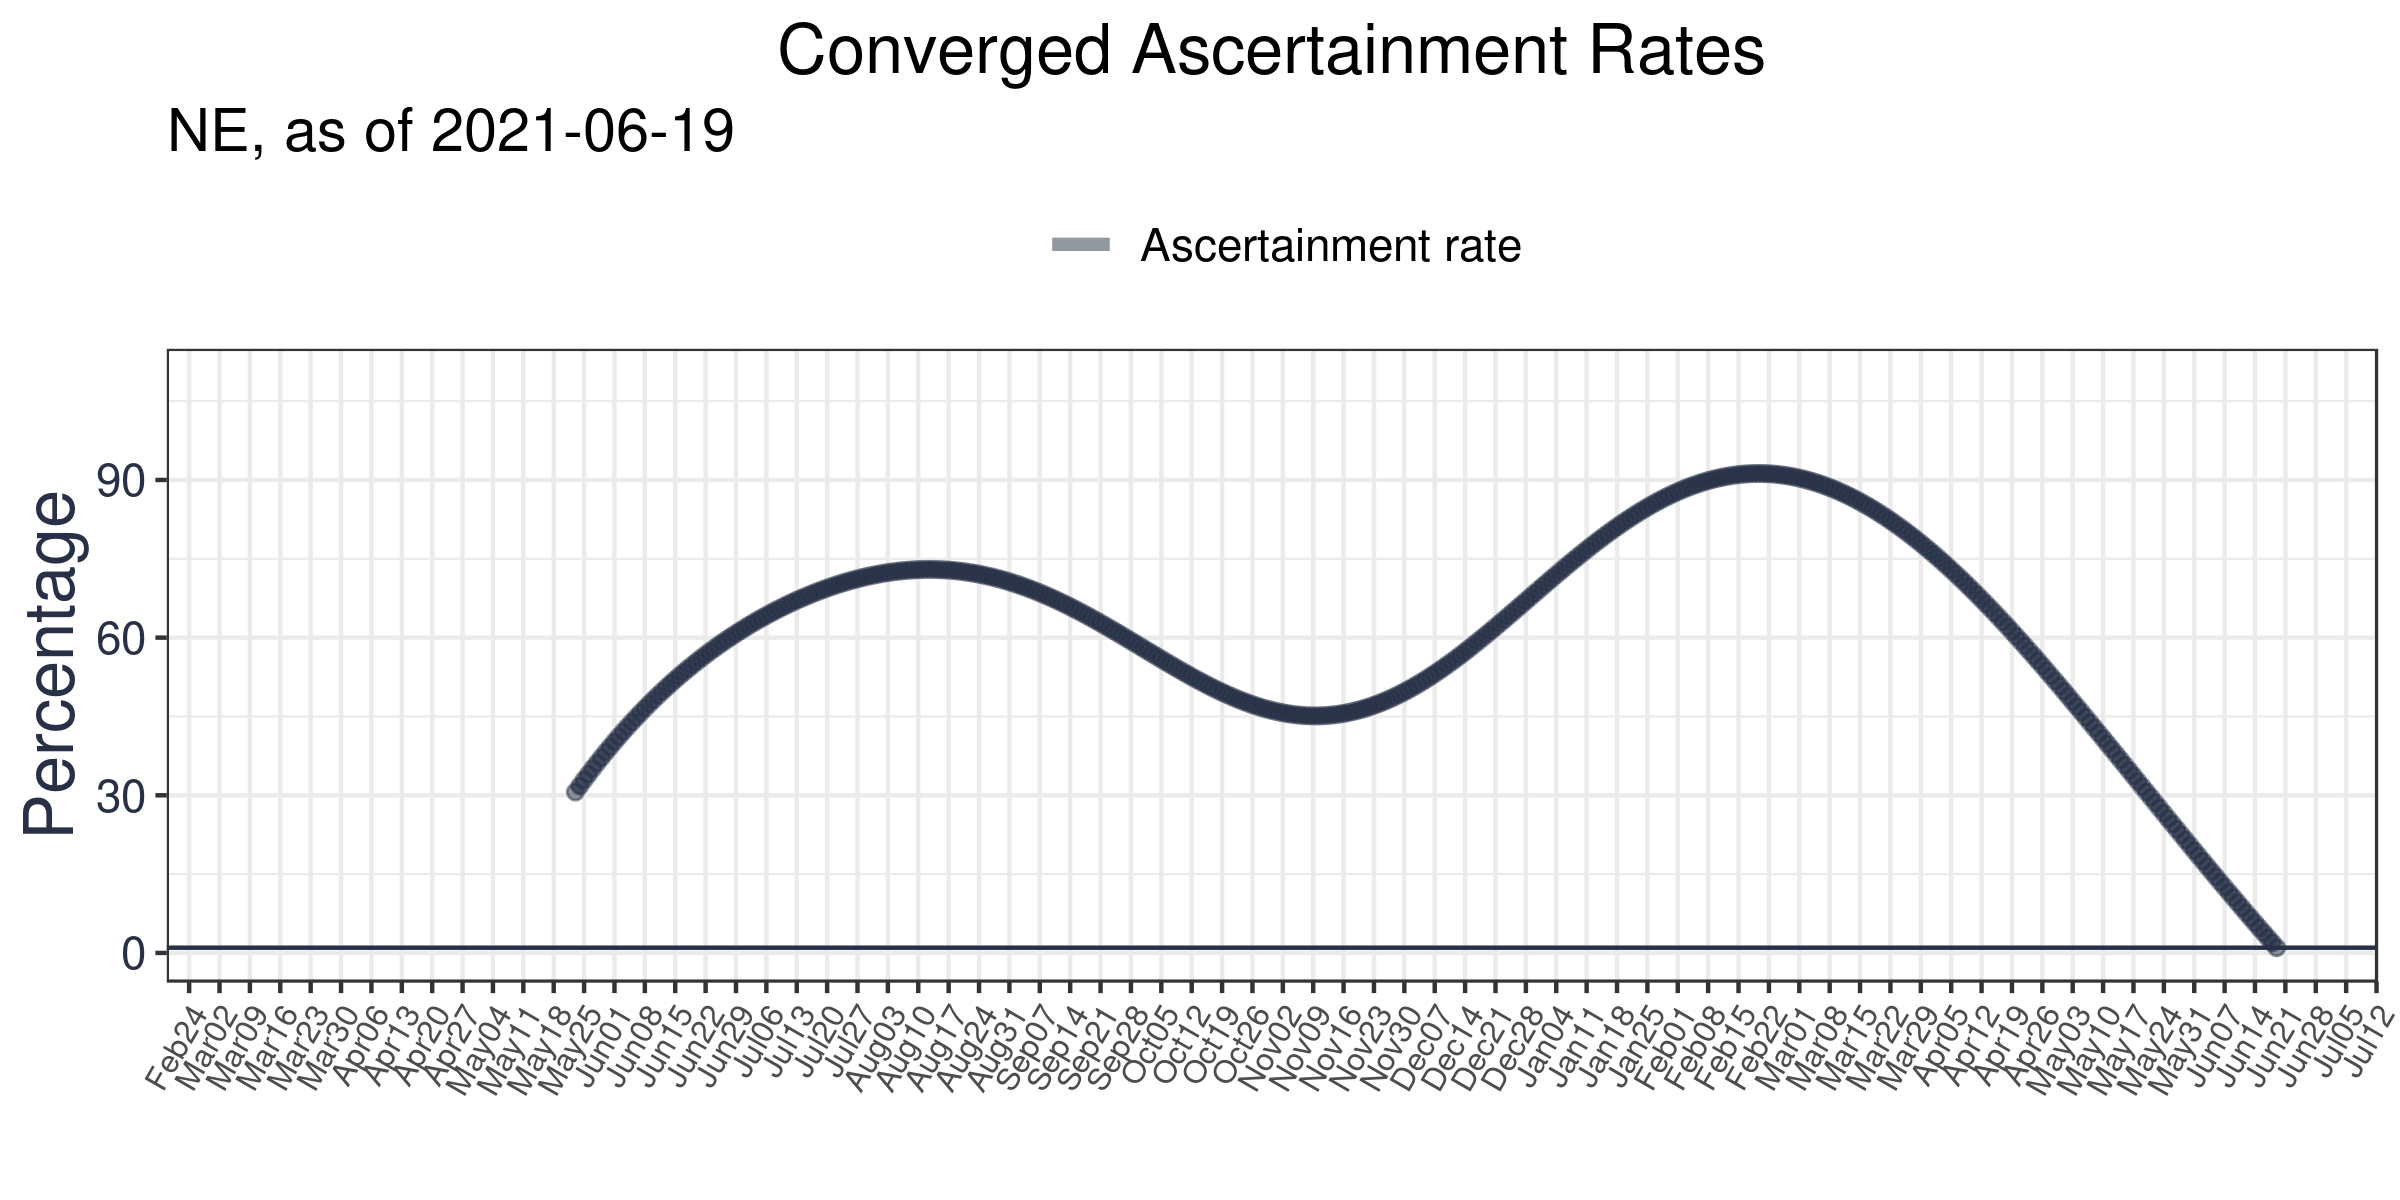 Converged Ascertainment Rates
NE, as of 2021-06-19
Ascertainment rate
Percentage
90
60
30
0
Feb24
Mar02
Mar09
Mar16
Mar23
Mar30
Apr06
Apr13
Apr20
Apr27
May04
May11
May18
May25
Jun01
Jun08
Jun15
Jun22
Jun29
Jul06
Jul13
Jul20
Jul27
Aug03
Aug10
Aug17
Aug24
Aug31
Sep07
Sep14
Sep21
Sep28
Oct05
Oct12
Oct19
Oct26
Nov02
Nov09
Nov16
Nov23
Nov30
Dec07
Dec14
Dec21
Dec28
Jan04
Jan11
Jan18
Jan25
Feb01
Feb08
Feb15
Feb22
Mar01
Mar08
Mar15
Mar22
Mar29
Apr05
Apr12
Apr19
Apr26
May03
May10
May17
May24
May31
Jun07
Jun14
Jun21
Jun28
Jul05
Jul12